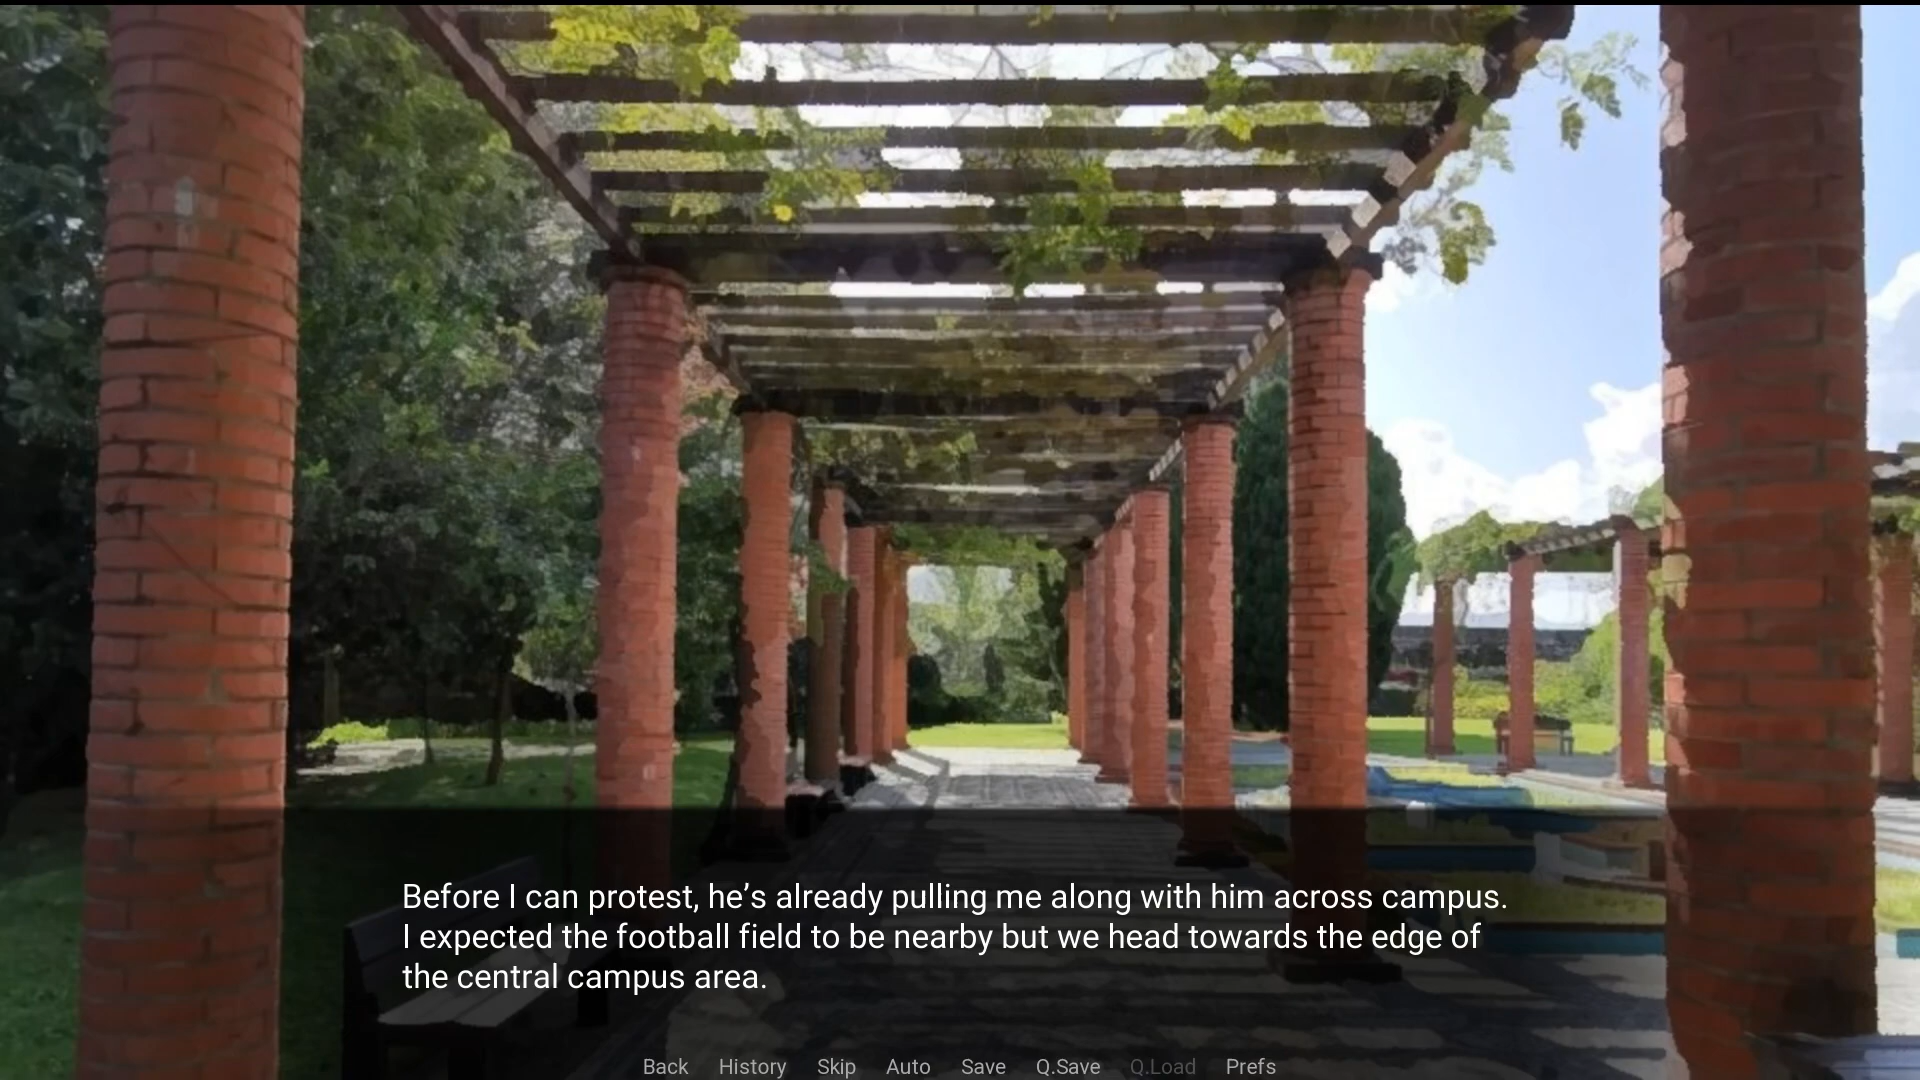 Before I can protest, he’s already pulling me along with him across campus.
I expected the football field to be nearby but we head towards the edge of
the central campus area.
Back History Skip Auto Save Q.Save Q.Load Prefs